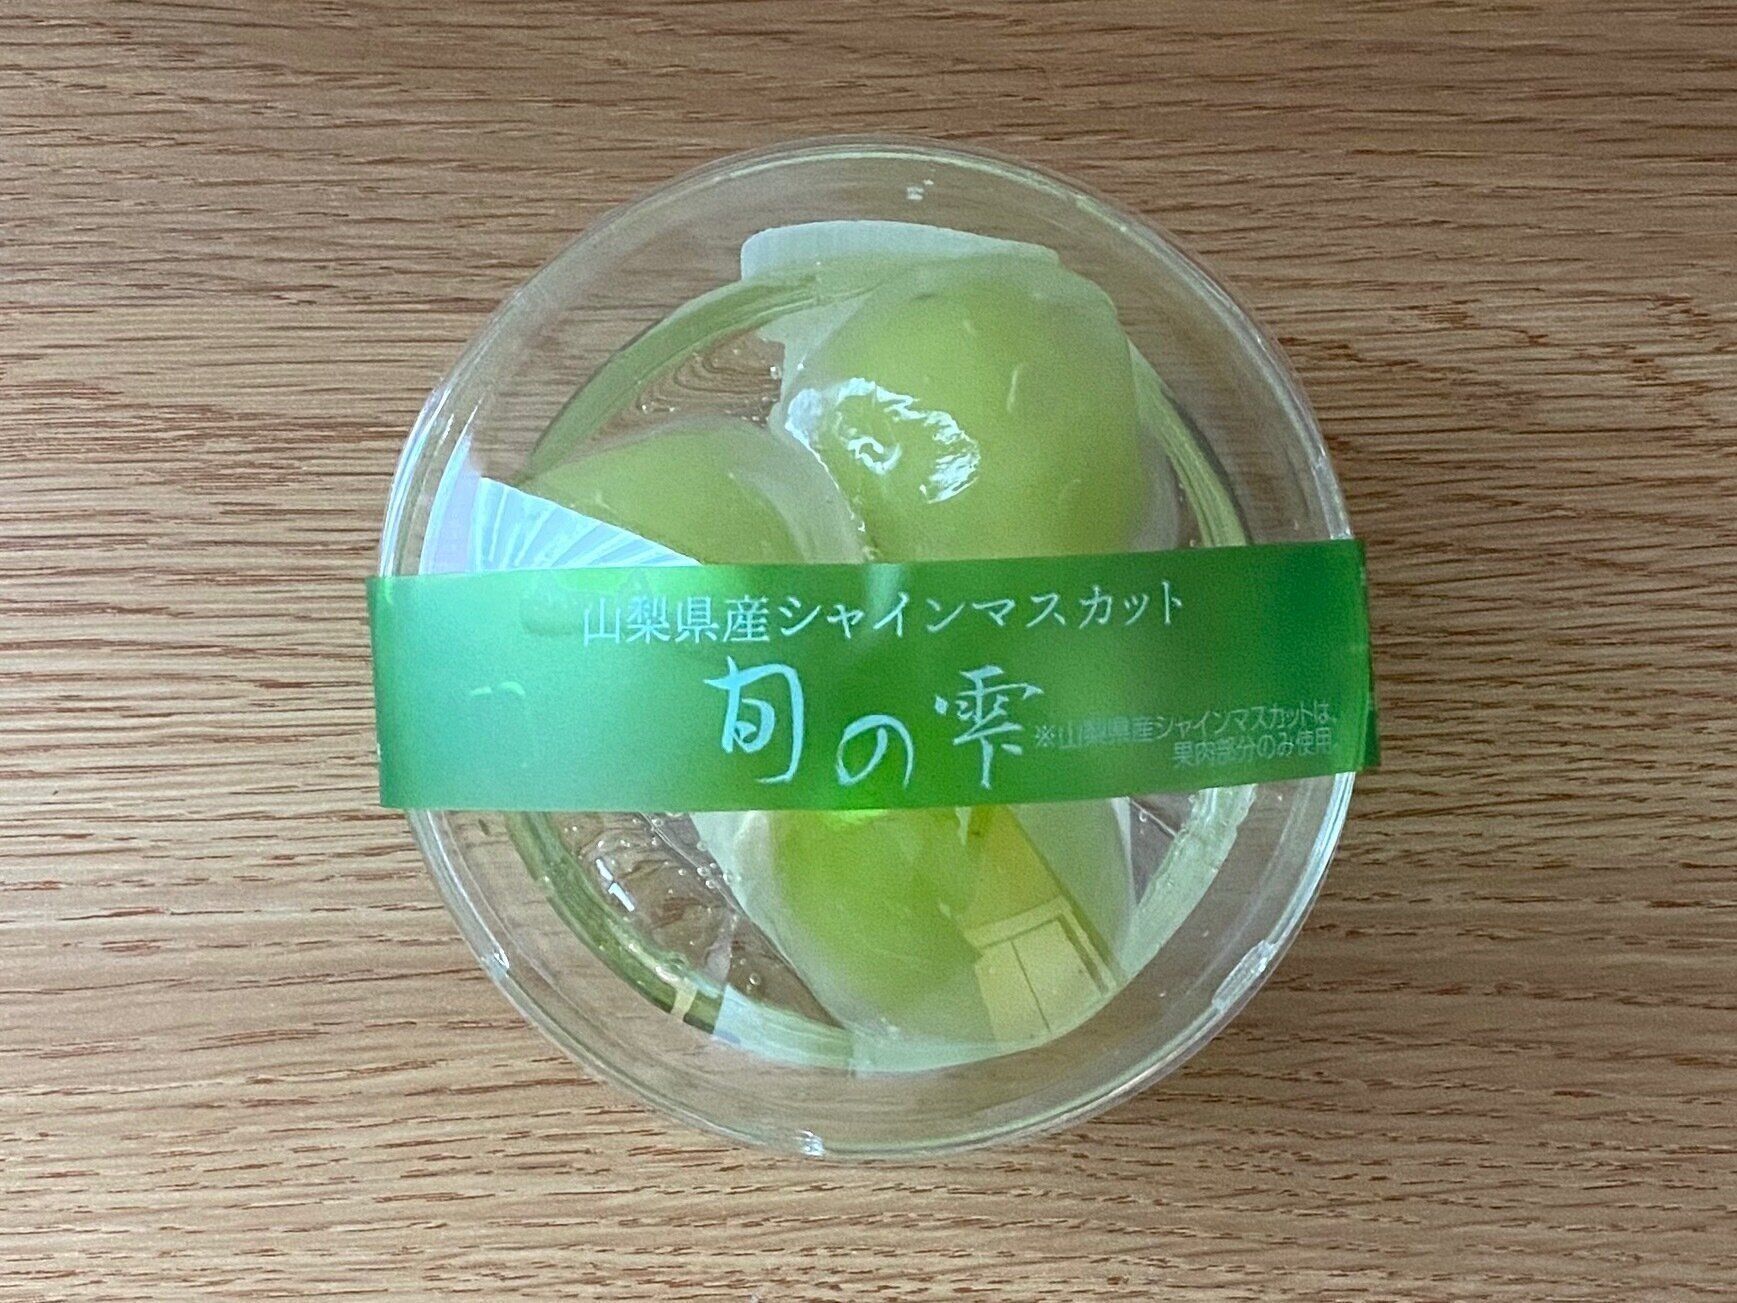 山梨県産シャインマスカット
旬の雫
※山梨県産シャインマスカットは、
果肉部分のみ使用。